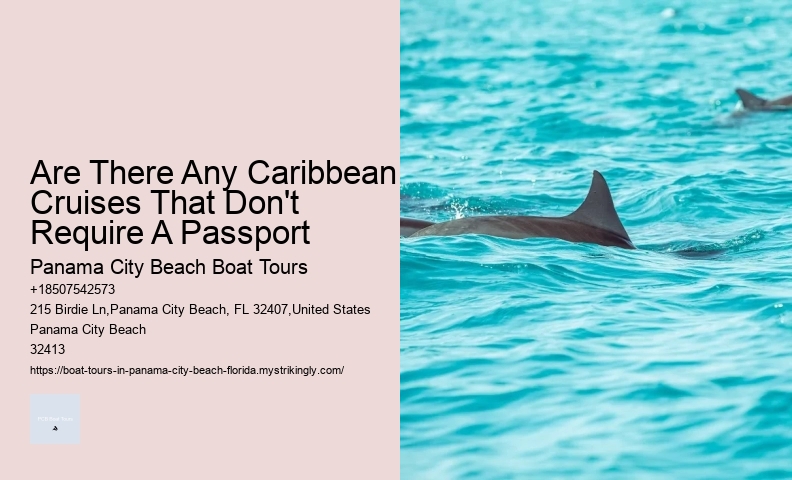 Are There Any Caribbean
Cruises That Don't
Require A Passport
Panama City Beach Boat Tours
+18507542573
215 Birdie Ln,Panama City Beach, FL 32407,United States
Panama City Beach
32413
https://boat-tours-in-panama-city-beach-florida.mystrikingly.com/